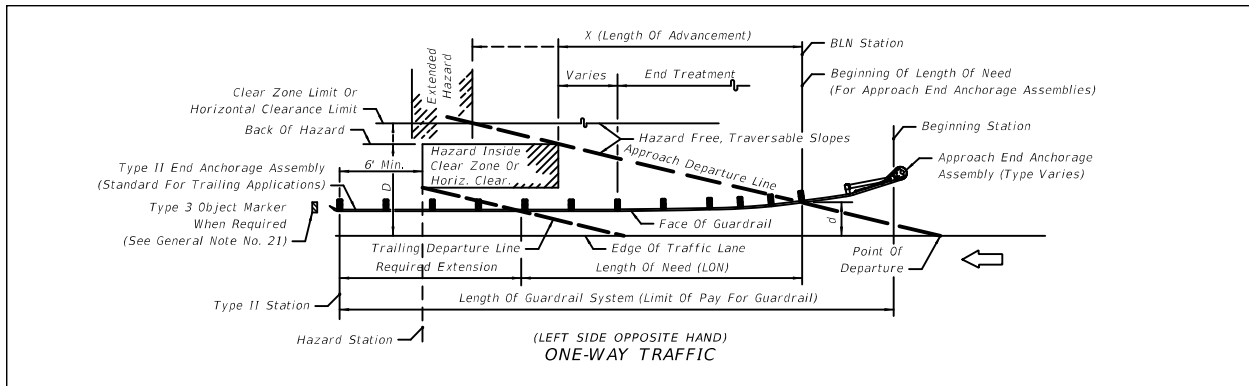 X (Length Of Advancement)
BLN Station
Extended
Hazard
Varies
End Treatment
Beginning Of Length Of Need
(For Approach End Anchorage Assemblies)
Clear Zone Limit Or
Horizontal Clearance Limit
Back Of Hazard
Hazard Free, Traversable Slopes
Beginning Station
Hazard Inside
Clear Zone Or
Horiz. Clear.
6' Min.
D
Approach Departure Line
Approach End Anchorage
Assembly (Type Varies)
Type II End Anchorage Assembly
(Standard For Trailing Applications)
Type 3 Object Marker
When Required
(See General Note No. 21)
Face Of Guardrail
d
Trailing Departure Line
Edge Of Traffic Lane
Point Of
Departure
Required Extension
Length Of Need (LON)
Type II Station
Length Of Guardrail System (Limit Of Pay For Guardrail)
Hazard Station
(LEFT SIDE OPPOSITE HAND)
ONE-WAY TRAFFIC